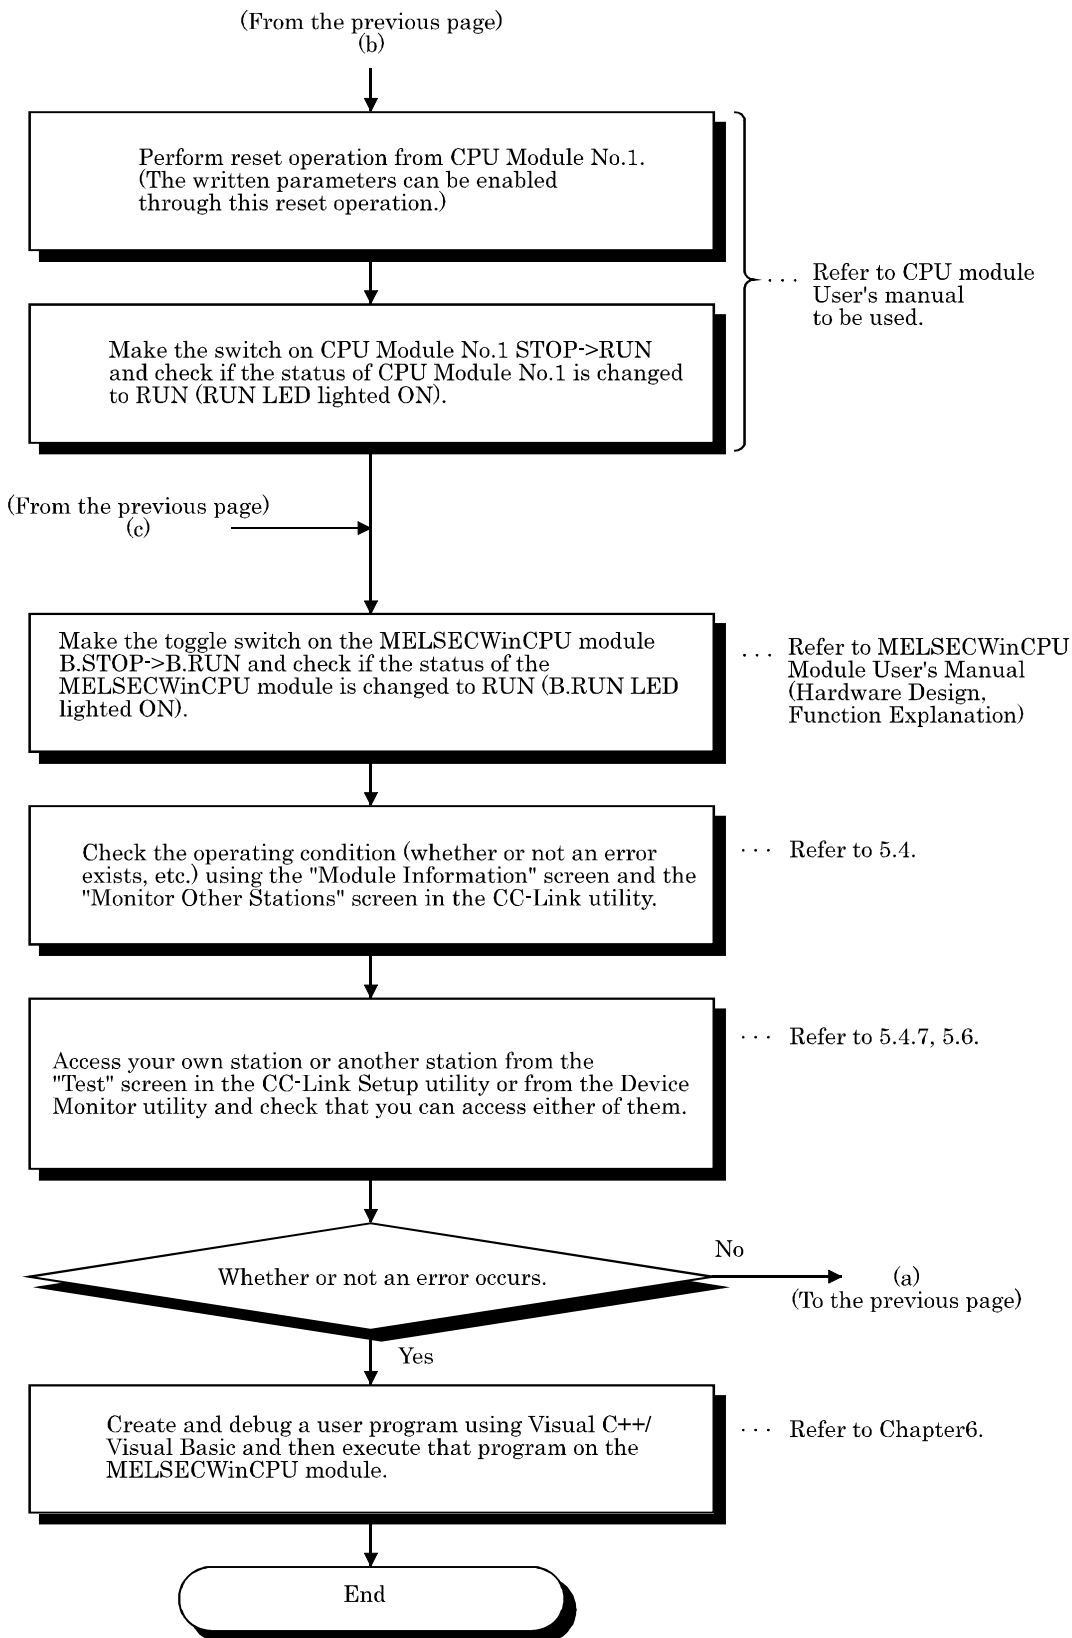 (From the previous page)
(b)
Perform reset operation from CPU Module No.1.
(The written parameters can be enabled
through this reset operation.)
Refer to CPU module
User's manual
to be used.
Make the switch on CPU Module No.1 STOP->RUN
and check if the status of CPU Module No.1 is changed
to RUN (RUN LED lighted ON).
(From the previous page)
(c)
Make the toggle switch on the MELSECWinCPU module
B.STOP->B.RUN and check if the status of the
MELSECWinCPU module is changed to RUN (B.RUN LED
lighted ON).
Refer to MELSECWinCPU
Module User's Manual
(Hardware Design,
Function Explanation)
Check the operating condition (whether or not an error
exists, etc.) using the "Module Information" screen and the
"Monitor Other Stations" screen in the CC-Link utility.
Refer to 5.4.
Access your own station or another station from the
"Test" screen in the CC-Link Setup utility or from the Device
Monitor utility and check that you can access either of them.
Refer to 5.4.7, 5.6.
Whether or not an error occurs.
No
(a)
(To the previous page)
Yes
Create and debug a user program using Visual C++/
Visual Basic and then execute that program on the
MELSECWinCPU module.
Refer to Chapter6.
End